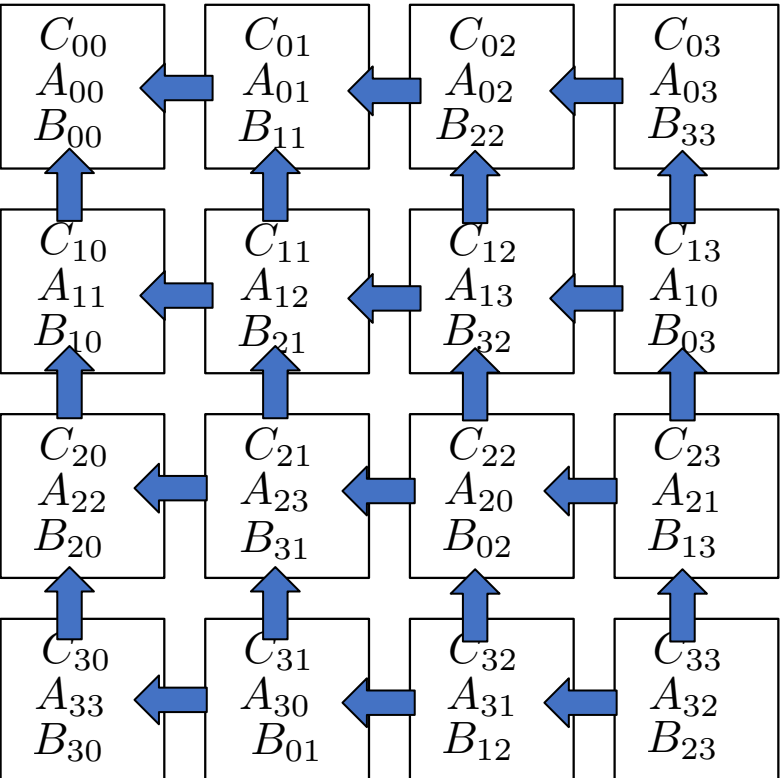 C₀₀ C₀₁ C₀₂ C₀₃
A₀₀ A₀₁ A₀₂ A₀₃
B₀₀ B₁₁ B₂₂ B₃₃
C₁₀ C₁₁ C₁₂ C₁₃
A₁₁ A₁₂ A₁₃ A₁₀
B₁₀ B₂₁ B₃₂ B₀₃
C₂₀ C₂₁ C₂₂ C₂₃
A₂₂ A₂₃ A₂₀ A₂₁
B₂₀ B₃₁ B₀₂ B₁₃
C₃₀ C₃₁ C₃₂ C₃₃
A₃₃ A₃₀ A₃₁ A₃₂
B₃₀ B₀₁ B₁₂ B₂₃